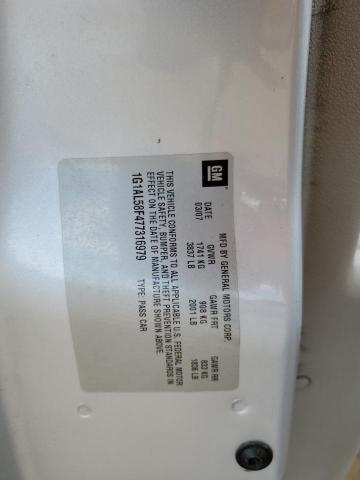 GM
MFD BY GENERAL MOTORS CORP.
DATE GVWR GAWR FRT GAWR RR
03/07 1741 KG 908 KG 833 KG
3837 LB 2001 LB 1836 LB
THIS VEHICLE CONFORMS TO ALL APPLICABLE U.S. FEDERAL MOTOR
VEHICLE SAFETY, BUMPER, AND THEFT PREVENTION STANDARDS IN
EFFECT ON THE DATE OF MANUFACTURE SHOWN ABOVE.
1G1AL58F477316979 TYPE: PASS CAR